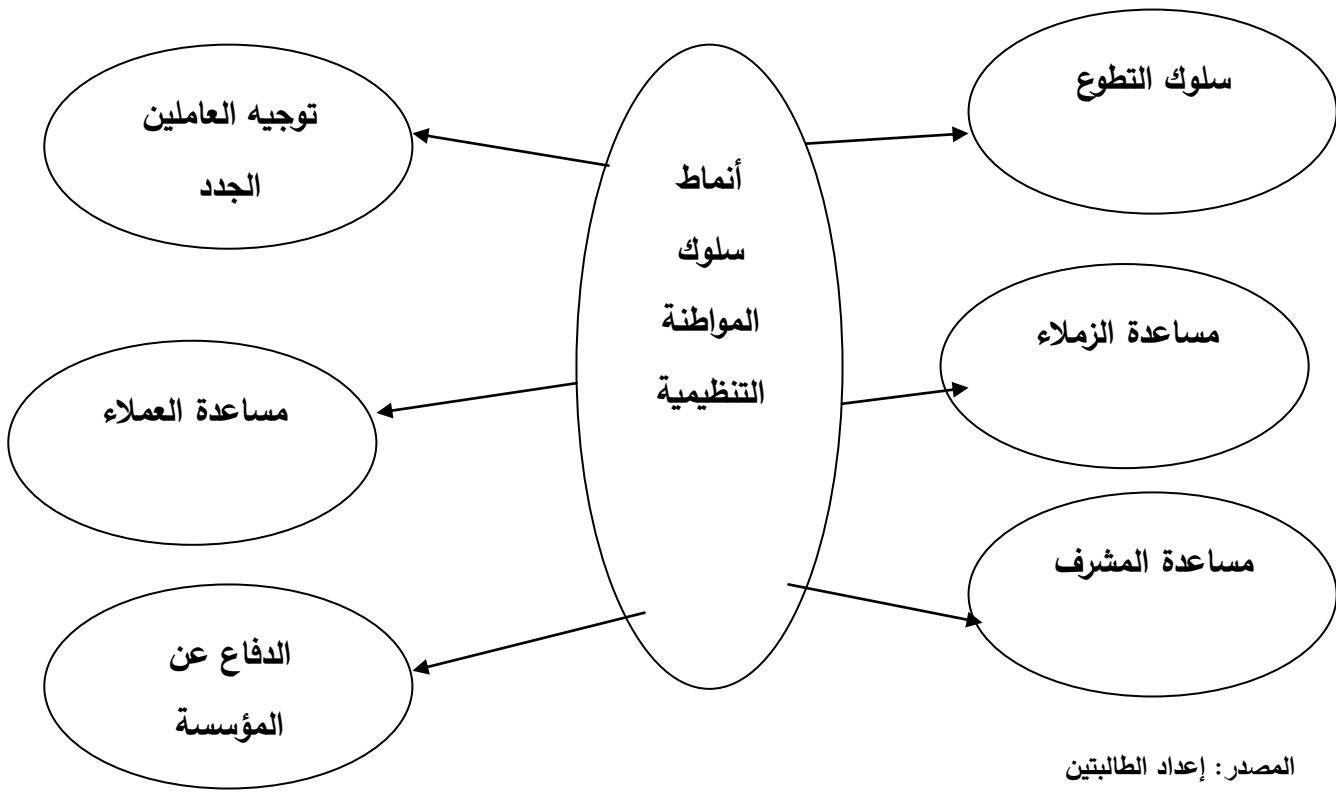 سلوك التطوع
توجيه العاملين
الجدد
أنماط
سلوك
المواطنة
التنظيمية
مساعدة الزملاء
مساعدة العملاء
مساعدة المشرف
الدفاع عن
المؤسسة
المصدر: إعداد الطالبتين